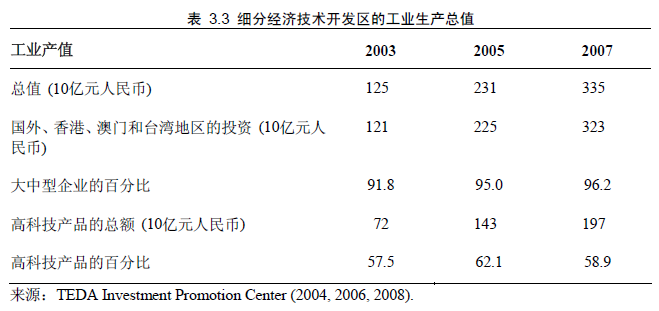 表 3.3 细分经济技术开发区的工业生产总值
工业产值 2003 2005 2007
总值 (10亿元人民币) 125 231 335
国外、香港、澳门和台湾地区的投资 (10亿元人 121 225 323
民币)
大中型企业的百分比 91.8 95.0 96.2
高科技产品的总额 (10亿元人民币) 72 143 197
高科技产品的百分比 57.5 62.1 58.9
来源：TEDA Investment Promotion Center (2004, 2006, 2008).